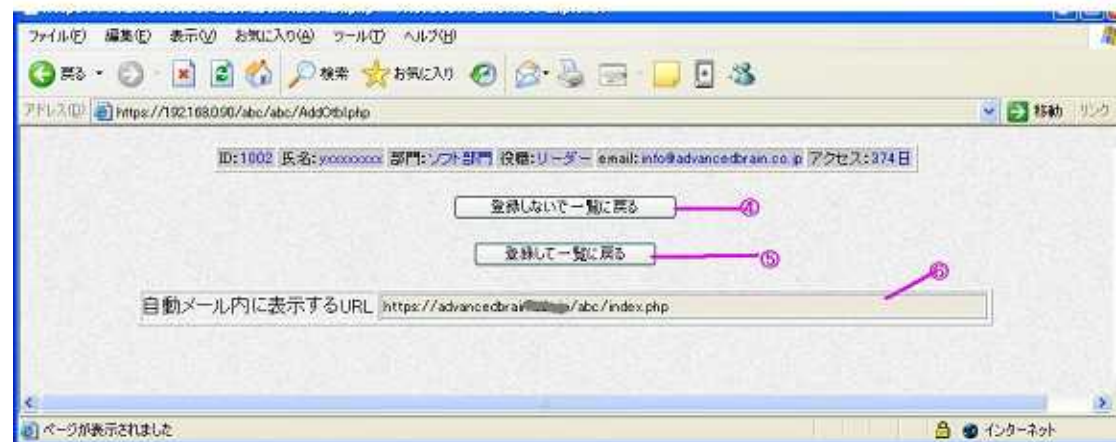 ファイル(F) 編集(E) 表示(V) お気に入り(A) ツール(T) ヘルプ(H)
戻る 検索 お気に入り
アドレス(D) https://192.168.0.90/abc/abc/AddOtbl.php 移動 リンク
ID:1002 氏名:yxxxxxxx 部門:ソフト部門 役職:リーダー email:info@advancedbrain.co.jp アクセス:374日
登録しないで一覧に戻る ④
登録して一覧に戻る ⑤
⑥
自動メール内に表示するURL https://advancedbrain /abc/index.php
ページが表示されました インターネット